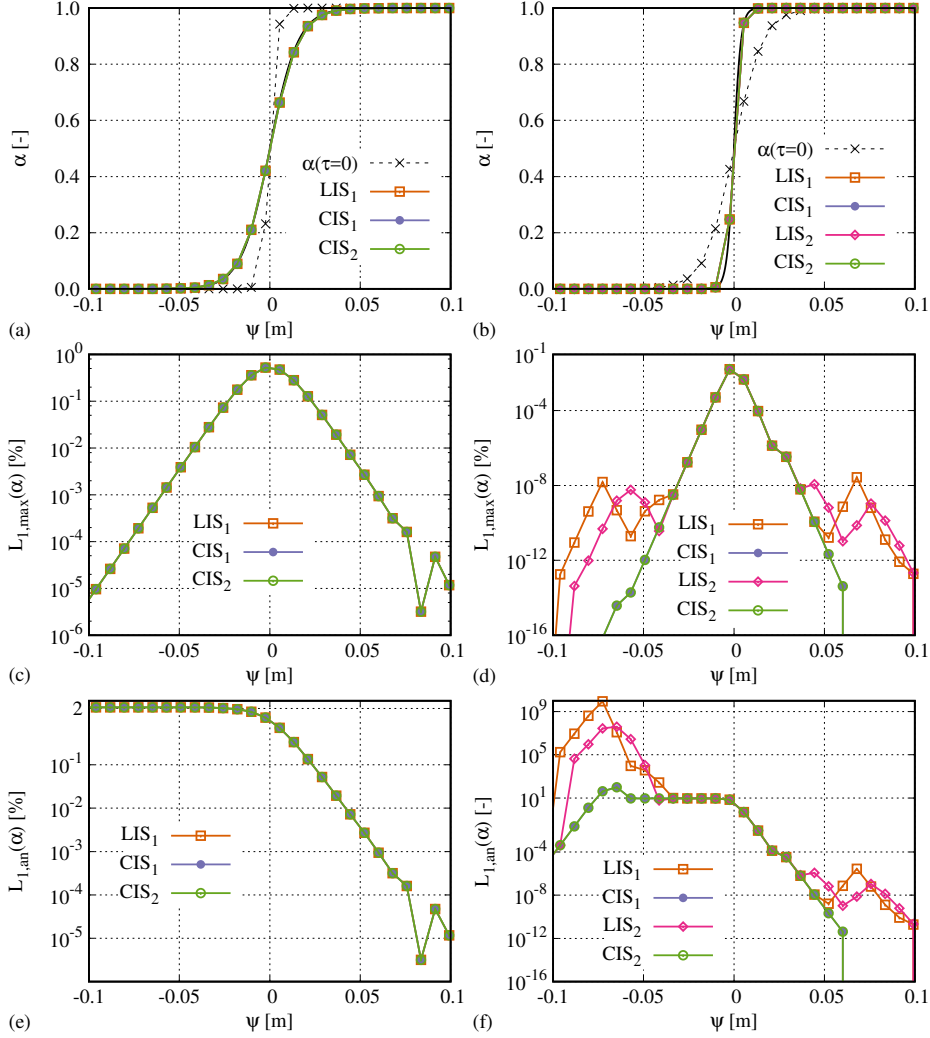 1.0
0.8
0.6
0.4
0.2
0.0
α [-]
α(τ=0)
LIS1
CIS1
CIS2
-0.1 -0.05 0 0.05 0.1
(a) ψ [m]
1.0
0.8
0.6
0.4
0.2
0.0
α [-]
α(τ=0)
LIS1
CIS1
LIS2
CIS2
-0.1 -0.05 0 0.05 0.1
(b) ψ [m]
10^0
10^-1
10^-2
10^-3
10^-4
10^-5
10^-6
L1,max(α) [%]
LIS1
CIS1
CIS2
-0.1 -0.05 0 0.05 0.1
(c) ψ [m]
10^-1
10^-4
10^-8
10^-12
10^-16
L1,max(α) [%]
LIS1
CIS1
LIS2
CIS2
-0.1 -0.05 0 0.05 0.1
(d) ψ [m]
2
10^-1
10^-2
10^-3
10^-4
10^-5
L1,an(α) [%]
LIS1
CIS1
CIS2
-0.1 -0.05 0 0.05 0.1
(e) ψ [m]
10^9
10^5
10^1
10^-4
10^-8
10^-12
10^-16
L1,an(α) [-]
LIS1
CIS1
LIS2
CIS2
-0.1 -0.05 0 0.05 0.1
(f) ψ [m]